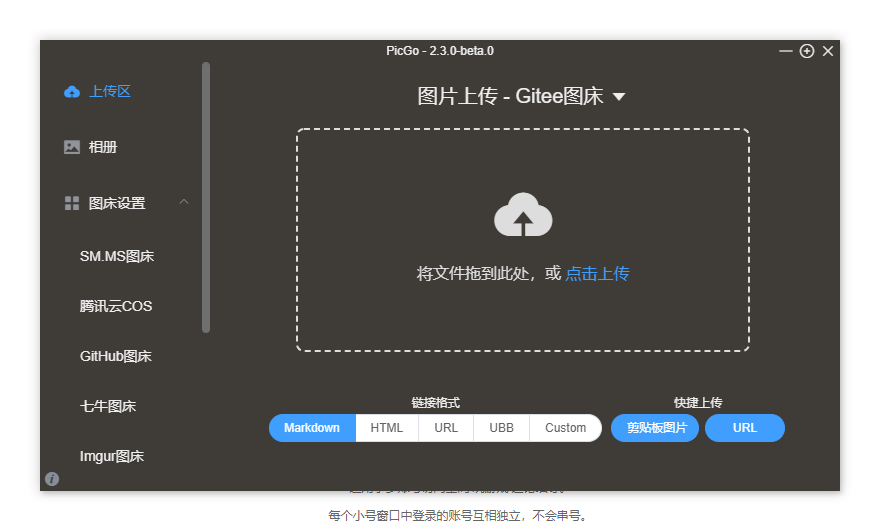 PicGo - 2.3.0-beta.0
上传区
相册
图床设置
SM.MS图床
腾讯云COS
GitHub图床
七牛图床
Imgur图床
图片上传 - Gitee图床
将文件拖到此处，或 点击上传
链接格式
Markdown HTML URL UBB Custom
快捷上传
剪贴板图片 URL
每个小号窗口中登录的账号互相独立，不会串号。